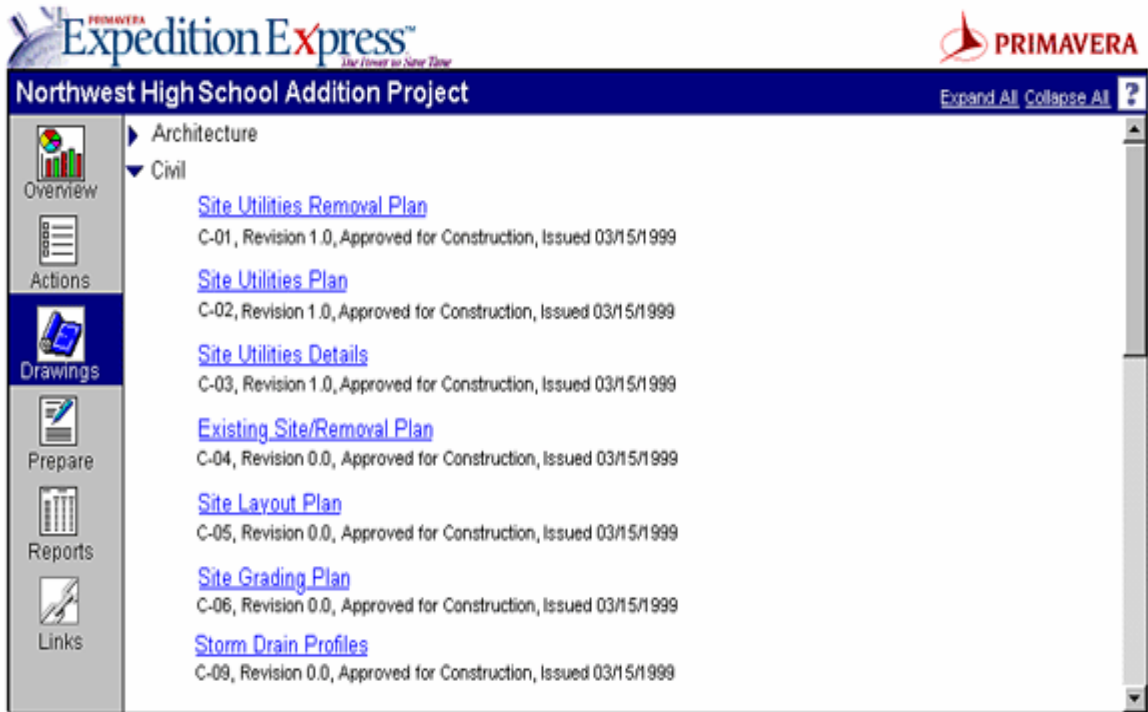 PRIMAVERA
Expedition Express™
The Power to Save Time
PRIMAVERA
Northwest High School Addition Project
Expand All Collapse All ?
Overview
Actions
Drawings
Prepare
Reports
Links
Architecture
Civil
Site Utilities Removal Plan
C-01, Revision 1.0, Approved for Construction, Issued 03/15/1999
Site Utilities Plan
C-02, Revision 1.0, Approved for Construction, Issued 03/15/1999
Site Utilities Details
C-03, Revision 1.0, Approved for Construction, Issued 03/15/1999
Existing Site/Removal Plan
C-04, Revision 0.0, Approved for Construction, Issued 03/15/1999
Site Layout Plan
C-05, Revision 0.0, Approved for Construction, Issued 03/15/1999
Site Grading Plan
C-06, Revision 0.0, Approved for Construction, Issued 03/15/1999
Storm Drain Profiles
C-09, Revision 0.0, Approved for Construction, Issued 03/15/1999